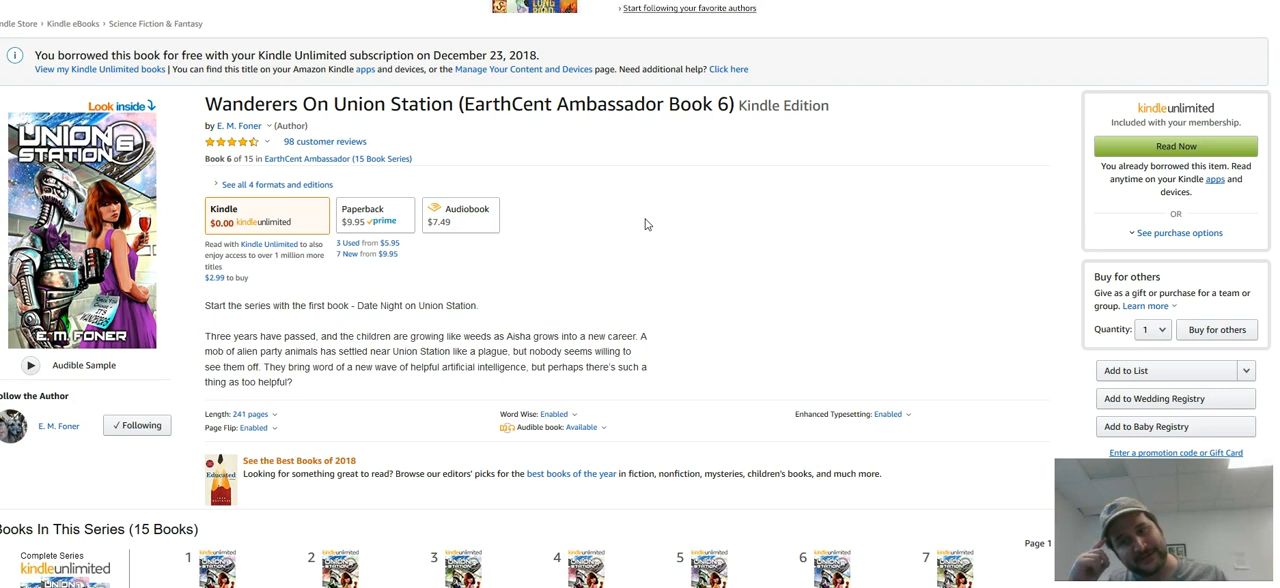 › Start following your favorite authors
ndle Store › Kindle eBooks › Science Fiction & Fantasy
You borrowed this book for free with your Kindle Unlimited subscription on December 23, 2018.
View my Kindle Unlimited books | You can find this title on your Amazon Kindle apps and devices, or the Manage Your Content and Devices page. Need additional help? Click here
Look inside
UNION
STATION 6
E. M. FONER
Audible Sample
ollow the Author
E. M. Foner
✓ Following
Wanderers On Union Station (EarthCent Ambassador Book 6) Kindle Edition
by E. M. Foner (Author)
98 customer reviews
Book 6 of 15 in EarthCent Ambassador (15 Book Series)
See all 4 formats and editions
Kindle
$0.00 kindleunlimited
Paperback
$9.95 prime
Audiobook
$7.49
Read with Kindle Unlimited to also
enjoy access to over 1 million more
titles
$2.99 to buy
3 Used from $5.95
7 New from $9.95
Start the series with the first book - Date Night on Union Station.
Three years have passed, and the children are growing like weeds as Aisha grows into a new career. A
mob of alien party animals has settled near Union Station like a plague, but nobody seems willing to
see them off. They bring word of a new wave of helpful artificial intelligence, but perhaps there's such a
thing as too helpful?
Length: 241 pages
Word Wise: Enabled
Enhanced Typesetting: Enabled
Page Flip: Enabled
Audible book: Available
Educated
See the Best Books of 2018
Looking for something great to read? Browse our editors' picks for the best books of the year in fiction, nonfiction, mysteries, children's books, and much more.
kindleunlimited
Included with your membership.
Read Now
You already borrowed this item. Read
anytime on your Kindle apps and
devices.
OR
See purchase options
Buy for others
Give as a gift or purchase for a team or
group. Learn more
Quantity: 1
Buy for others
Add to List
Add to Wedding Registry
Add to Baby Registry
Enter a promotion code or Gift Card
Books In This Series (15 Books)
Page 1
Complete Series
kindleunlimited
UNION
1 kindleunlimited
2 kindleunlimited
3 kindleunlimited
4 kindleunlimited
5 kindleunlimited
6 kindleunlimited
7 kindleunlimited